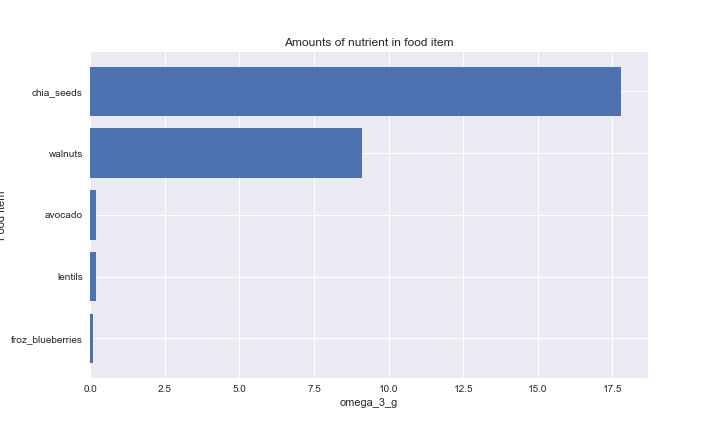 Amounts of nutrient in food item
chia_seeds
walnuts
avocado
lentils
froz_blueberries
0.0 2.5 5.0 7.5 10.0 12.5 15.0 17.5
omega_3_g
item